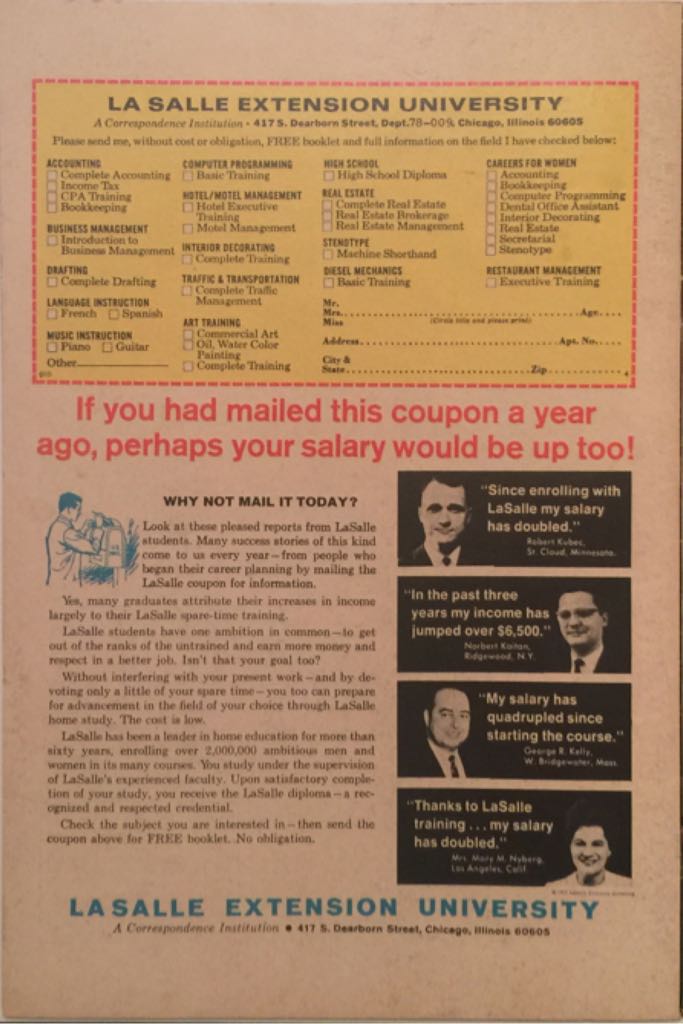 LA SALLE EXTENSION UNIVERSITY
A Correspondence Institution • 417 S. Dearborn Street, Dept. 78-009, Chicago, Illinois 60605
Please send me, without cost or obligation, FREE booklet and full information on the field I have checked below:
ACCOUNTING
Complete Accounting
Income Tax
CPA Training
Bookkeeping
BUSINESS MANAGEMENT
Introduction to
Business Management
DRAFTING
Complete Drafting
LANGUAGE INSTRUCTION
French Spanish
MUSIC INSTRUCTION
Piano Guitar
Other
COMPUTER PROGRAMMING
Basic Training
HOTEL/MOTEL MANAGEMENT
Hotel Executive
Training
Motel Management
INTERIOR DECORATING
Complete Training
TRAFFIC & TRANSPORTATION
Complete Traffic
Management
ART TRAINING
Commercial Art
Oil, Water Color
Painting
Complete Training
HIGH SCHOOL
High School Diploma
REAL ESTATE
Complete Real Estate
Real Estate Brokerage
Real Estate Management
STENOTYPE
Machine Shorthand
DIESEL MECHANICS
Basic Training
CAREERS FOR WOMEN
Accounting
Bookkeeping
Computer Programming
Dental Office Assistant
Interior Decorating
Real Estate
Secretarial
Stenotype
RESTAURANT MANAGEMENT
Executive Training
Mr.
Mrs.
Miss (Circle title and please print) Age
Address Apt. No.
City &
State Zip
If you had mailed this coupon a year
ago, perhaps your salary would be up too!
WHY NOT MAIL IT TODAY?
Look at these pleased reports from LaSalle
students. Many success stories of this kind
come to us every year—from people who
began their career planning by mailing the
LaSalle coupon for information.
Yes, many graduates attribute their increases in income
largely to their LaSalle spare-time training.
LaSalle students have one ambition in common—to get
out of the ranks of the untrained and earn more money and
respect in a better job. Isn't that your goal too?
Without interfering with your present work—and by de-
voting only a little of your spare time—you too can prepare
for advancement in the field of your choice through LaSalle
home study. The cost is low.
LaSalle has been a leader in home education for more than
sixty years, enrolling over 2,000,000 ambitious men and
women in its many courses. You study under the supervision
of LaSalle's experienced faculty. Upon satisfactory comple-
tion of your study, you receive the LaSalle diploma—a rec-
ognized and respected credential.
Check the subject you are interested in—then send the
coupon above for FREE booklet. No obligation.
"Since enrolling with
LaSalle my salary
has doubled."
Robert Kubec,
St. Cloud, Minnesota.
"In the past three
years my income has
jumped over $6,500."
Norbert Kaitan,
Ridgewood, N.Y.
"My salary has
quadrupled since
starting the course."
George R. Kelly,
W. Bridgewater, Mass.
"Thanks to LaSalle
training . . . my salary
has doubled."
Mrs. Mary M. Nyberg,
Los Angeles, Calif.
LA SALLE EXTENSION UNIVERSITY
A Correspondence Institution • 417 S. Dearborn Street, Chicago, Illinois 60605